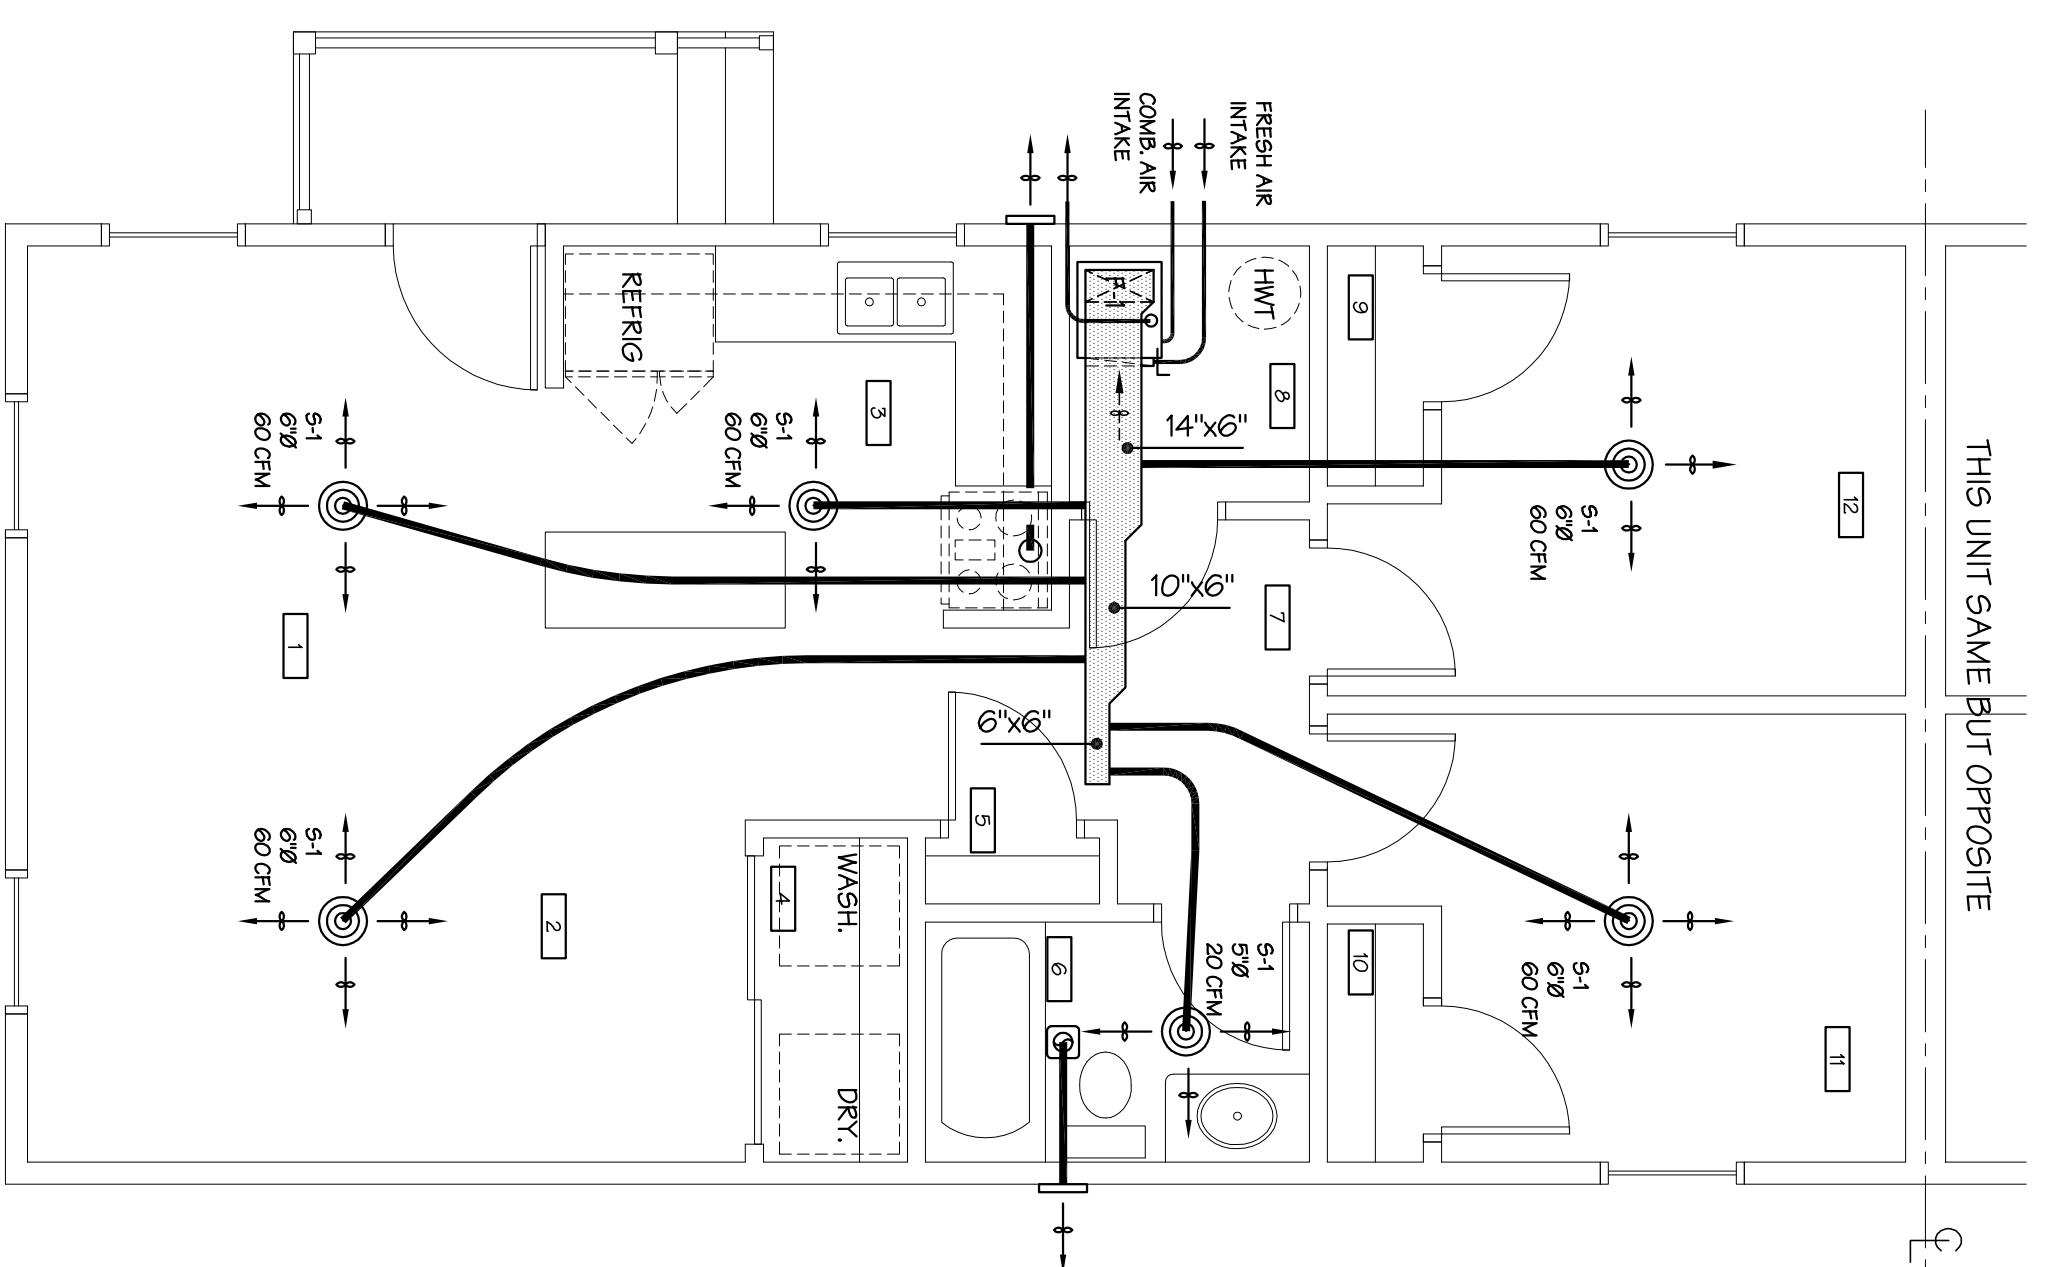 FRESH AIR
INTAKE
COMB. AIR
INTAKE
F-1
HWT
REFRIG
9
8
3
14"x6"
S-1
6"Ø
60 CFM
S-1
6"Ø
60 CFM
S-1
6"Ø
60 CFM
12
THIS UNIT SAME BUT OPPOSITE
10"x6"
7
1
6"x6"
5
S-1
6"Ø
60 CFM
WASH.
4
2
6
S-1
5"Ø
20 CFM
10
S-1
6"Ø
60 CFM
11
DRY.